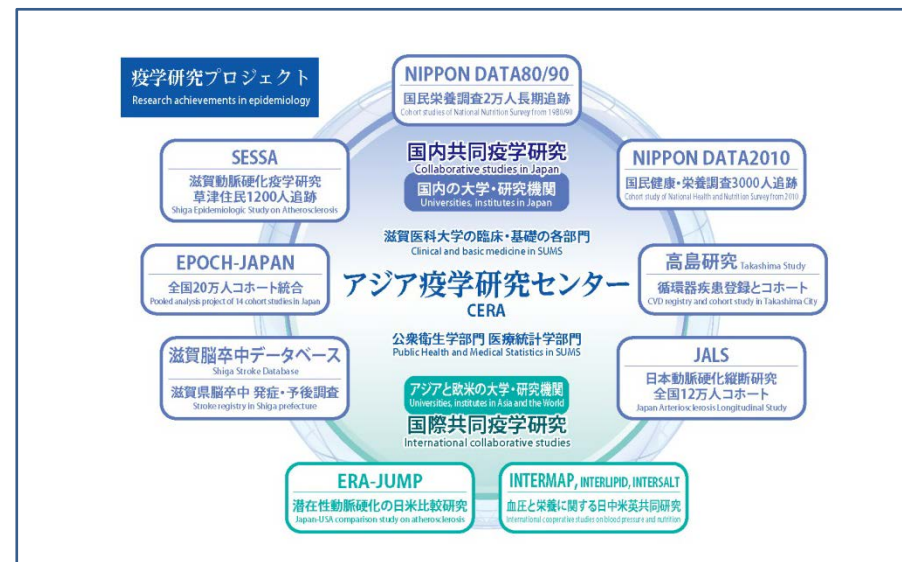 疫学研究プロジェクト
Research achievements in epidemiology
NIPPON DATA80/90
国民栄養調査2万人長期追跡
Cohort studies of National Nutrition Survey from 1980/90
SESSA
滋賀動脈硬化疫学研究
草津住民1200人追跡
Shiga Epidemiologic Study on Atherosclerosis
国内共同疫学研究
Collaborative studies in Japan
国内の大学・研究機関
Universities, institutes in Japan
NIPPON DATA2010
国民健康・栄養調査3000人追跡
Cohort study of National Health and Nutrition Survey from 2010
滋賀医科大学の臨床・基礎の各部門
Clinical and basic medicine in SUMS
EPOCH-JAPAN
全国20万人コホート統合
Pooled analysis project of 14 cohort studies in Japan
アジア疫学研究センター
CERA
高島研究 Takashima Study
循環器疾患登録とコホート
CVD registry and cohort study in Takashima City
公衆衛生学部門 医療統計学部門
Public Health and Medical Statistics in SUMS
滋賀脳卒中データベース
Shiga Stroke Database
滋賀県脳卒中 発症・予後調査
Stroke registry in Shiga prefecture
アジアと欧米の大学・研究機関
Universities, institutes in Asia and the World
国際共同疫学研究
International collaborative studies
JALS
日本動脈硬化縦断研究
全国12万人コホート
Japan Arteriosclerosis Longitudinal Study
ERA-JUMP
潜在性動脈硬化の日米比較研究
Japan-USA comparison study on atherosclerosis
INTERMAP, INTERLIPID, INTERSALT
血圧と栄養に関する日中米英共同研究
International cooperative studies on blood pressure and nutrition